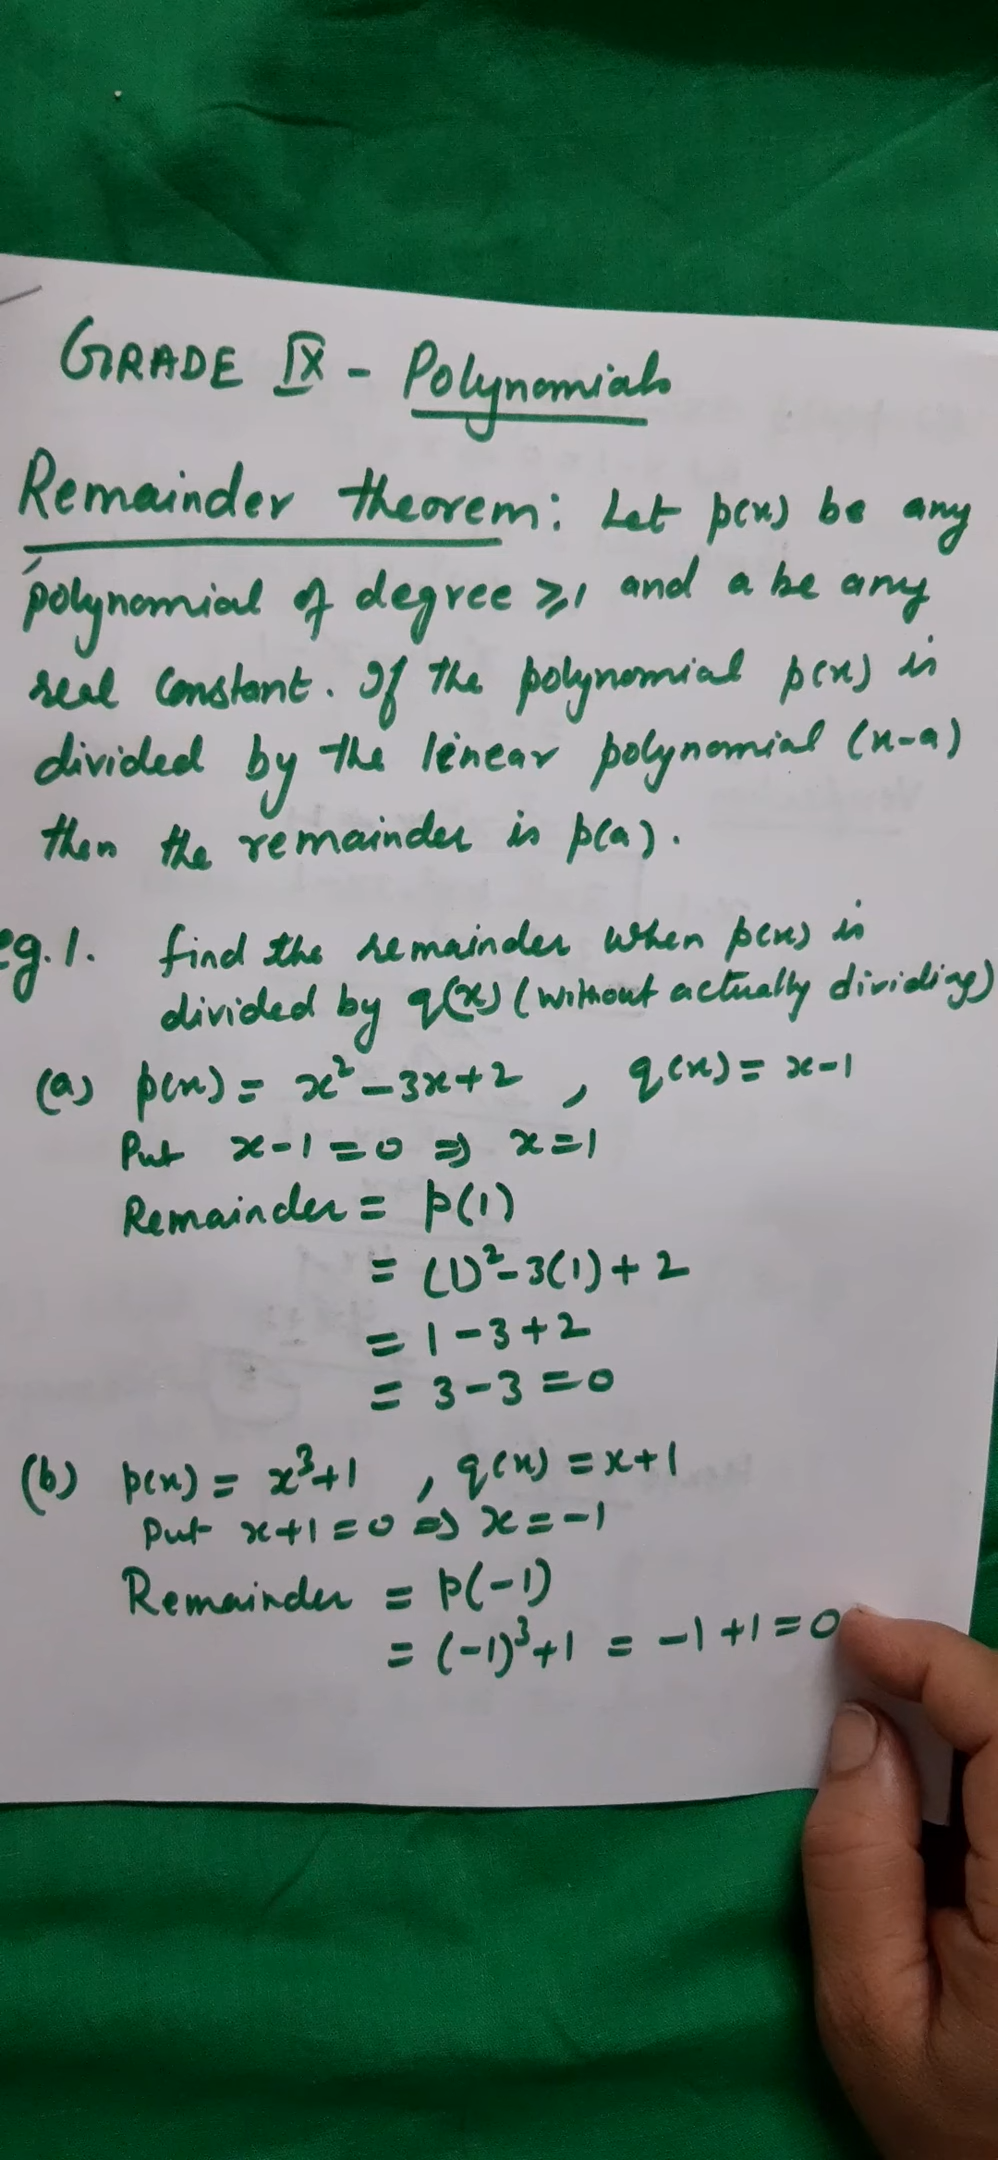 GRADE IX - Polynomials
Remainder theorem: Let p(x) be any
polynomial of degree ⩾1 and a be any
real constant. If the polynomial p(x) is
divided by the linear polynomial (x-a)
then the remainder is p(a).
eg.1. find the remainder when p(x) is
divided by q(x) (without actually dividing)
(a) p(x) = x² - 3x + 2 , q(x) = x-1
Put x-1=0 ⇒ x=1
Remainder = p(1)
= (1)² - 3(1) + 2
= 1 - 3 + 2
= 3 - 3 = 0
(b) p(x) = x³+1 , q(x) = x+1
Put x+1=0 ⇒ x=-1
Remainder = p(-1)
= (-1)³+1 = -1+1=0